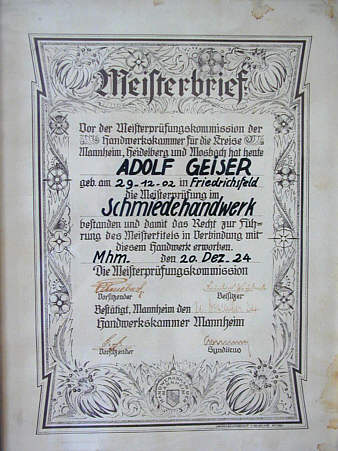 Meisterbrief
Vor der Meisterprüfungskommission der
Handwerkskammer für die Kreise
Mannheim, Heidelberg und Mosbach hat heute
ADOLF GEISER
geb. am 29-12-02 in Friedrichsfeld
die Meisterprüfung im
Schmiedehandwerk
bestanden und damit das Recht zur Füh-
rung des Meistertitels in Verbindung mit
diesem Handwerk erworben.
Mhm. den 20. Dez. 24
Die Meisterprüfungskommission
Vorsitzender Beisitzer
Bestätigt, Mannheim den
Handwerkskammer Mannheim
Vorsitzender Syndikus